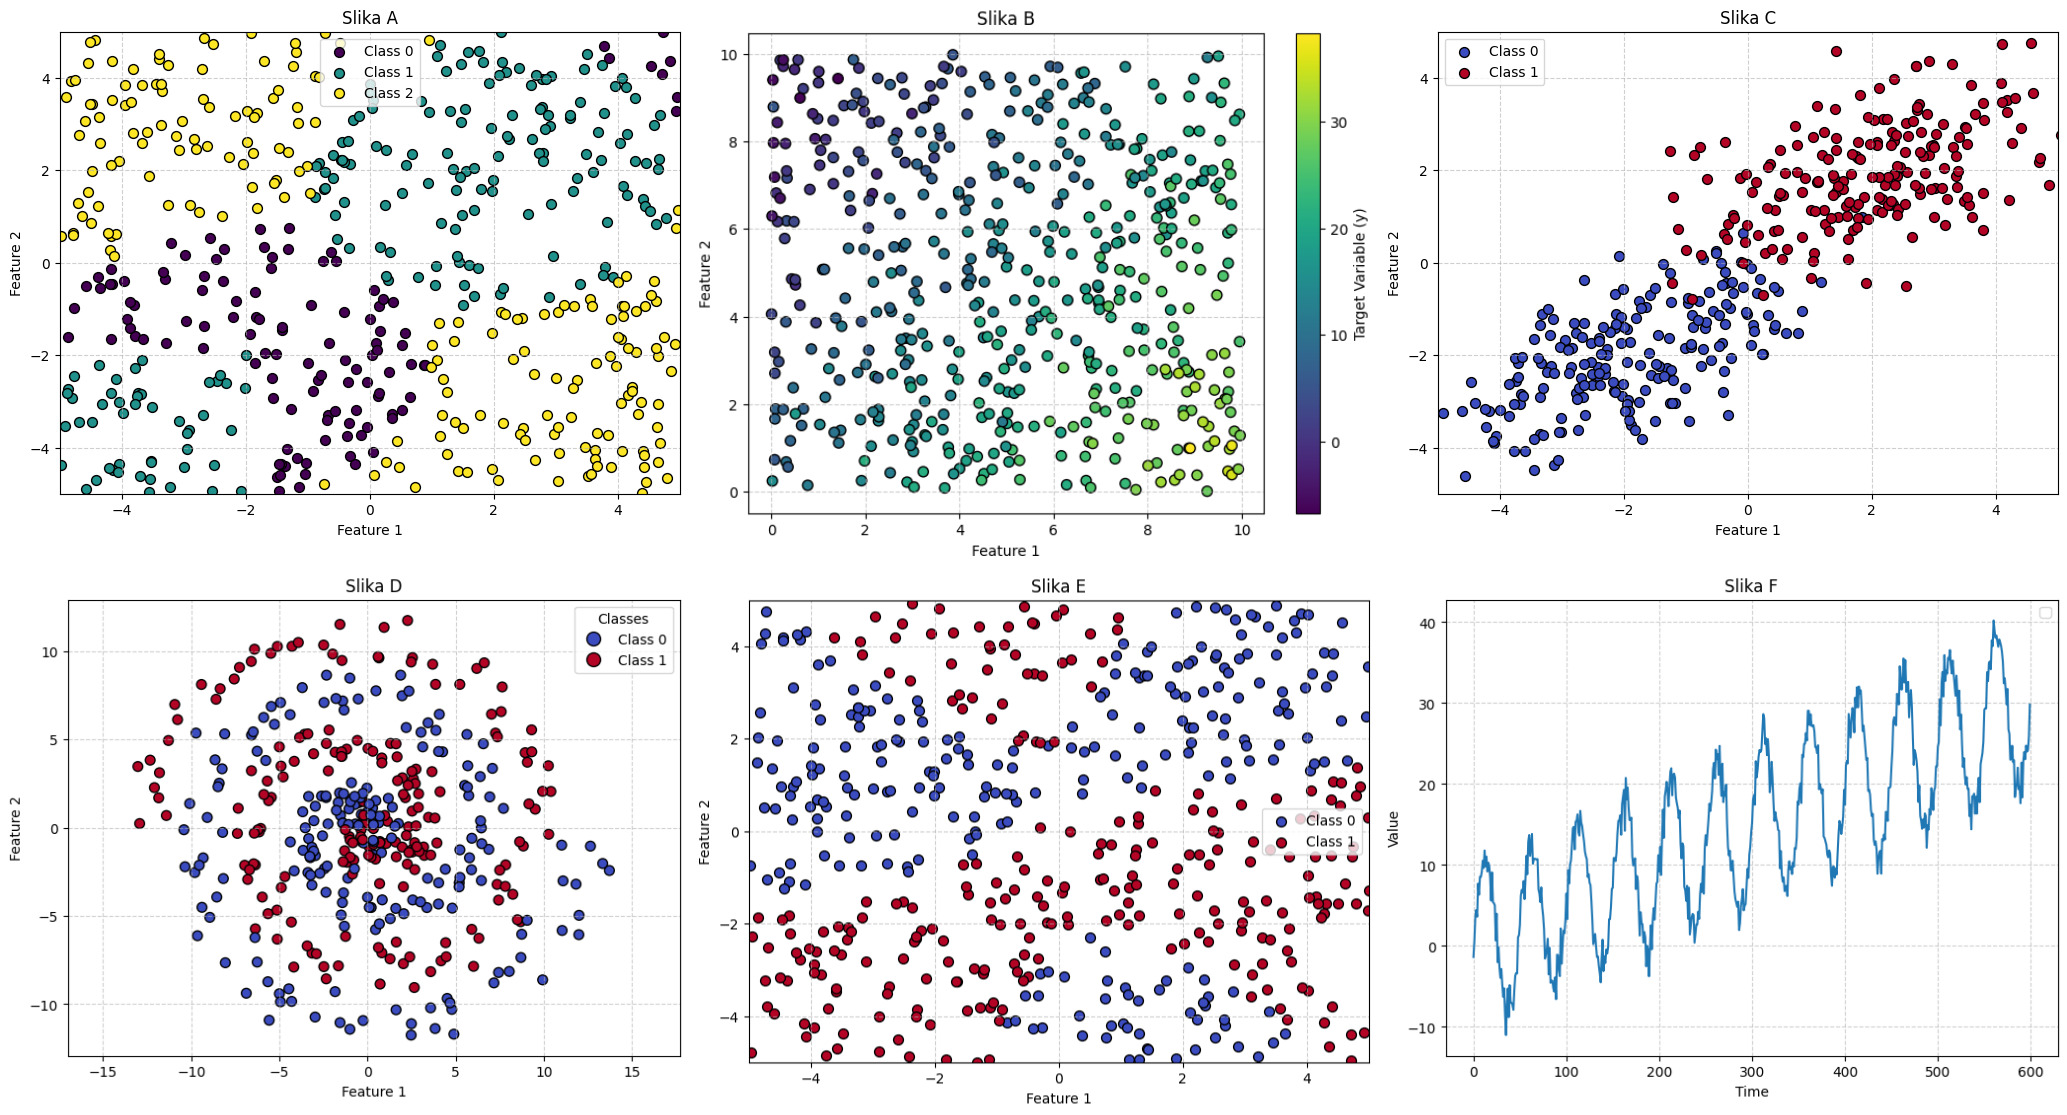 Slika A
Class 0
Class 1
Class 2
4
2
0
−2
−4
Feature 2
−4
−2
0
2
4
Feature 1
Slika B
10
8
6
4
2
0
Feature 2
0
2
4
6
8
10
Feature 1
30
20
10
0
Target Variable (y)
Slika C
Class 0
Class 1
4
2
0
−2
−4
Feature 2
−4
−2
0
2
4
Feature 1
Slika D
Classes
Class 0
Class 1
10
5
0
−5
−10
Feature 2
−15
−10
−5
0
5
10
15
Feature 1
Slika E
4
2
0
−2
−4
Feature 2
Class 0
Class 1
−4
−2
0
2
4
Feature 1
Slika F
40
30
20
10
0
−10
Value
0
100
200
300
400
500
600
Time